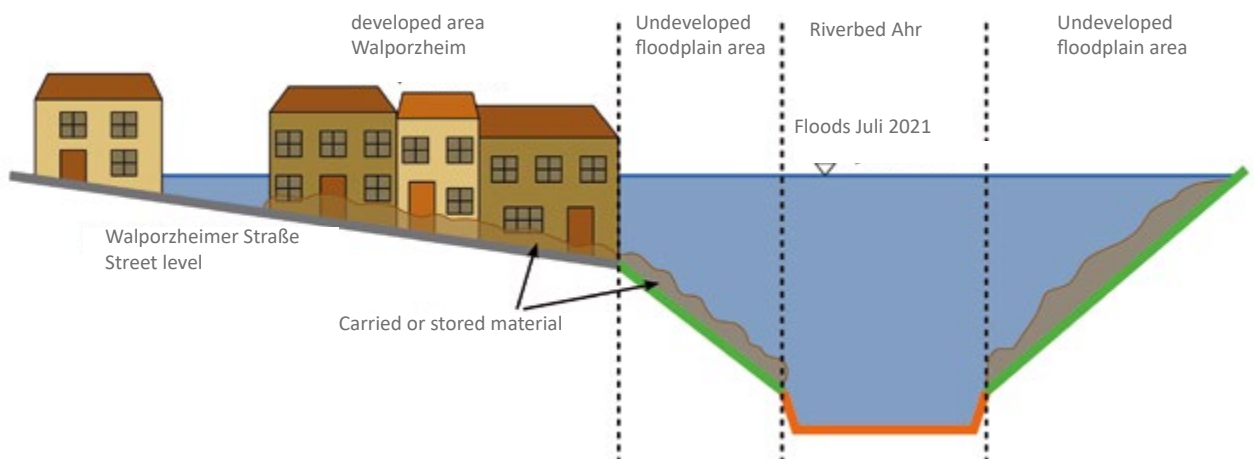 developed area
Walporzheim
Undeveloped
floodplain area
Riverbed Ahr
Undeveloped
floodplain area
Floods Juli 2021
Walporzheimer Straße
Street level
Carried or stored material